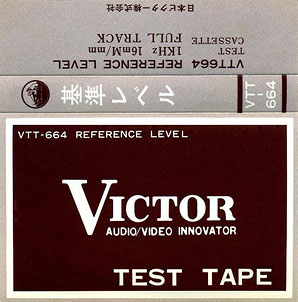 VTT664 REFERENCE LEVEL
TEST 1KHz 16mM/mm
CASSETTE FULL TRACK
日本ビクター株式会社
基準レベル
VTT-664
VTT-664 REFERENCE LEVEL
VICTOR
AUDIO/VIDEO INNOVATOR
TEST TAPE